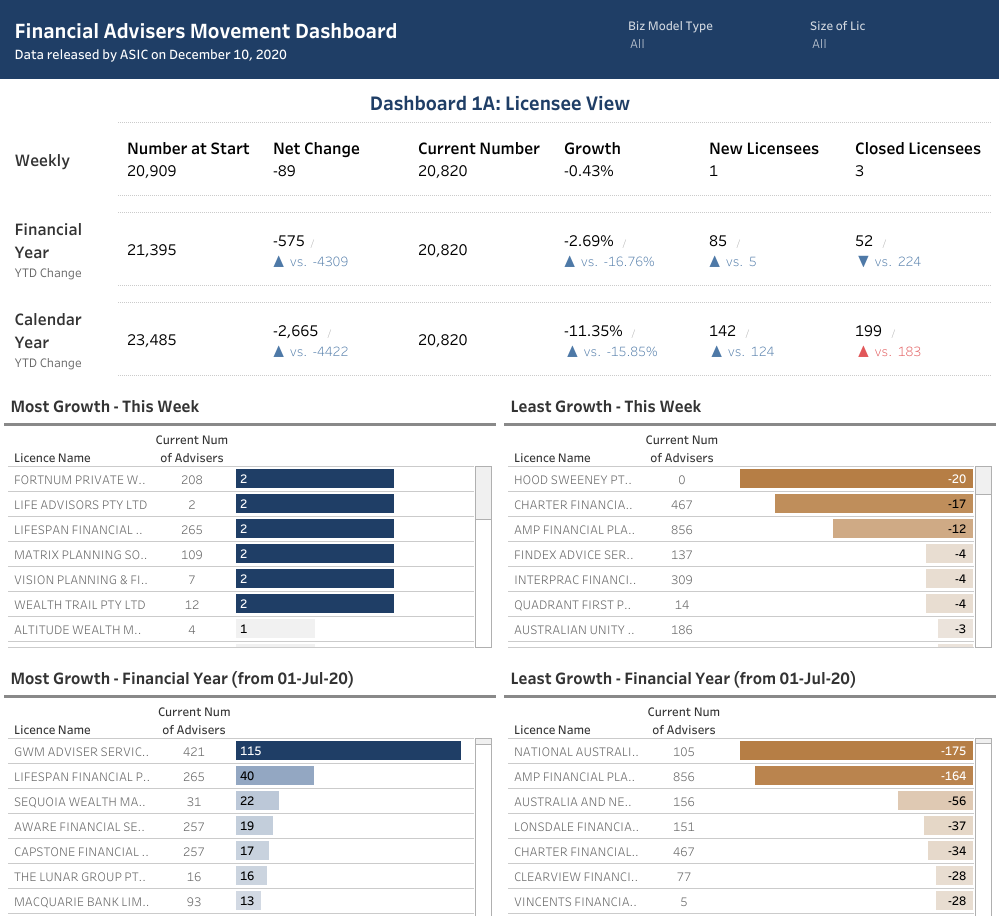 Financial Advisers Movement Dashboard
Data released by ASIC on December 10, 2020
Biz Model Type
All
Size of Lic
All
Dashboard 1A: Licensee View
Number at Start Net Change Current Number Growth New Licensees Closed Licensees
Weekly 20,909 -89 20,820 -0.43% 1 3
Financial
Year
YTD Change
21,395 -575 / 20,820 -2.69% / 85 / 52 /
▲ vs. -4309 ▲ vs. -16.76% ▲ vs. 5 ▼ vs. 224
Calendar
Year
YTD Change
23,485 -2,665 / 20,820 -11.35% / 142 / 199 /
▲ vs. -4422 ▲ vs. -15.85% ▲ vs. 124 ▲ vs. 183
Most Growth - This Week
Current Num
Licence Name of Advisers
FORTNUM PRIVATE W.. 208 2
LIFE ADVISORS PTY LTD 2 2
LIFESPAN FINANCIAL .. 265 2
MATRIX PLANNING SO.. 109 2
VISION PLANNING & FI.. 7 2
WEALTH TRAIL PTY LTD 12 2
ALTITUDE WEALTH M.. 4 1
Least Growth - This Week
Current Num
Licence Name of Advisers
HOOD SWEENEY PT.. 0 -20
CHARTER FINANCIA.. 467 -17
AMP FINANCIAL PLA.. 856 -12
FINDEX ADVICE SER.. 137 -4
INTERPRAC FINANCI.. 309 -4
QUADRANT FIRST P.. 14 -4
AUSTRALIAN UNITY .. 186 -3
Most Growth - Financial Year (from 01-Jul-20)
Current Num
Licence Name of Advisers
GWM ADVISER SERVIC.. 421 115
LIFESPAN FINANCIAL P.. 265 40
SEQUOIA WEALTH MA.. 31 22
AWARE FINANCIAL SE.. 257 19
CAPSTONE FINANCIAL .. 257 17
THE LUNAR GROUP PT.. 16 16
MACQUARIE BANK LIM.. 93 13
Least Growth - Financial Year (from 01-Jul-20)
Current Num
Licence Name of Advisers
NATIONAL AUSTRALI.. 105 -175
AMP FINANCIAL PLA.. 856 -164
AUSTRALIA AND NE.. 156 -56
LONSDALE FINANCIA.. 151 -37
CHARTER FINANCIAL.. 467 -34
CLEARVIEW FINANCI.. 77 -28
VINCENTS FINANCIA.. 5 -28